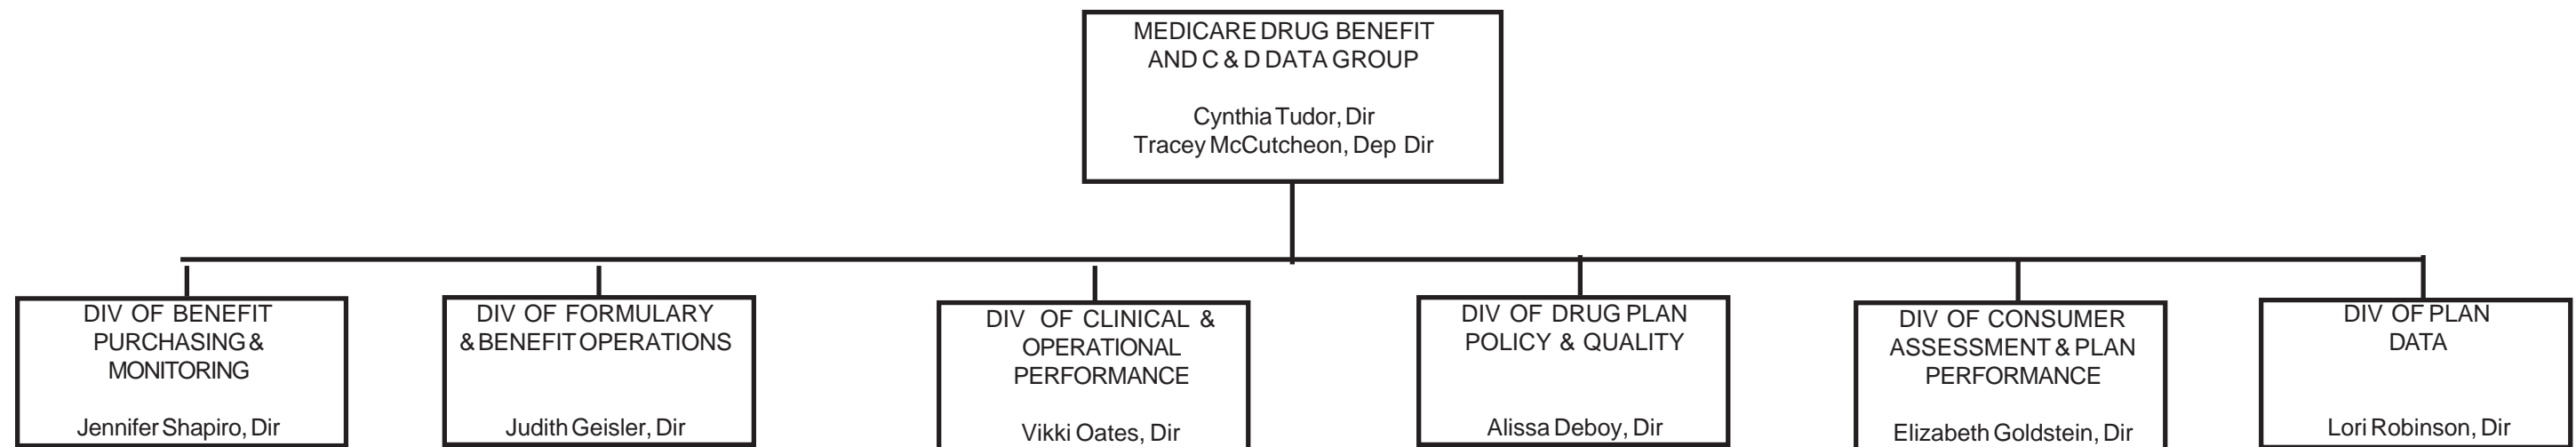 MEDICARE DRUG BENEFIT
AND C & D DATA GROUP
Cynthia Tudor, Dir
Tracey McCutcheon, Dep Dir
DIV OF BENEFIT
PURCHASING &
MONITORING
Jennifer Shapiro, Dir
DIV OF FORMULARY
& BENEFIT OPERATIONS
Judith Geisler, Dir
DIV OF CLINICAL &
OPERATIONAL
PERFORMANCE
Vikki Oates, Dir
DIV OF DRUG PLAN
POLICY & QUALITY
Alissa Deboy, Dir
DIV OF CONSUMER
ASSESSMENT & PLAN
PERFORMANCE
Elizabeth Goldstein, Dir
DIV OF PLAN
DATA
Lori Robinson, Dir